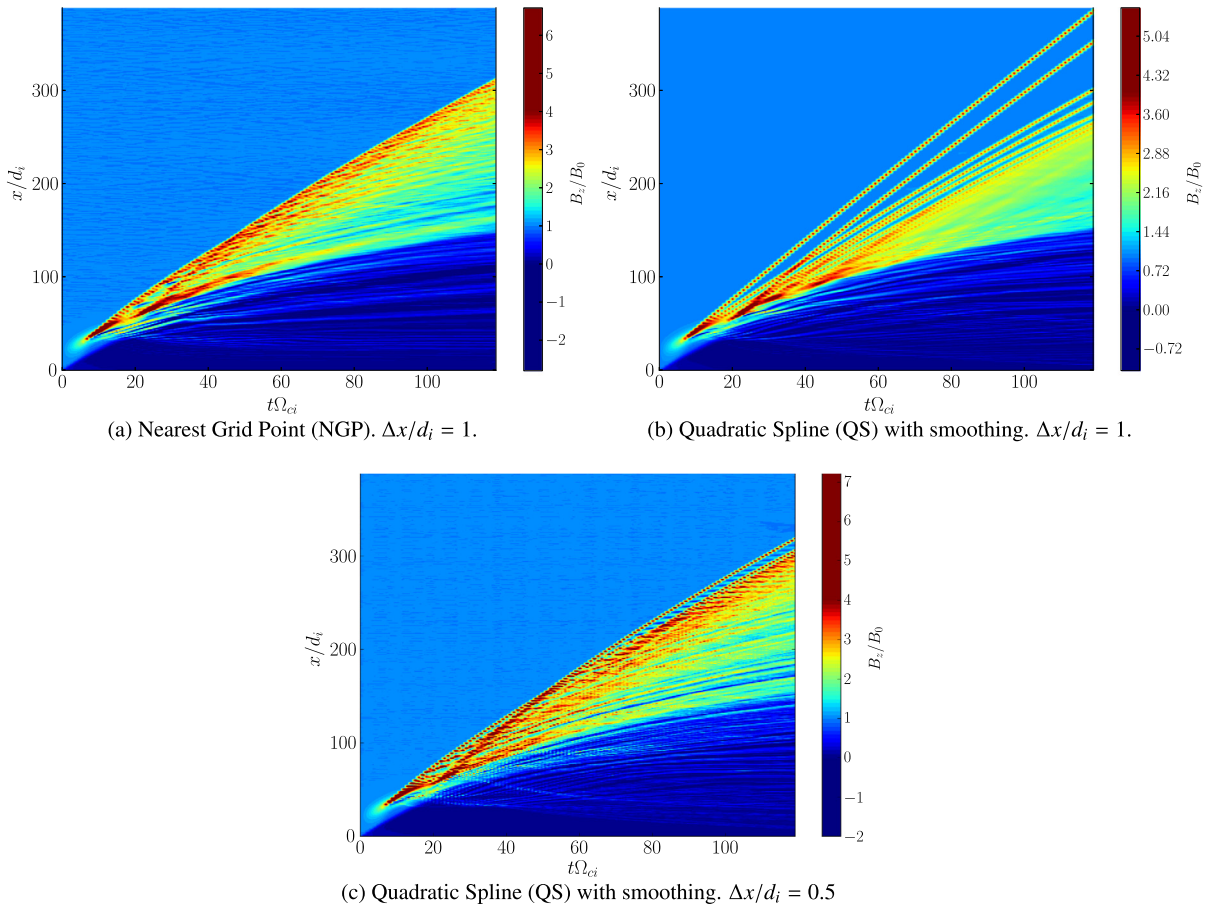 300
200
100
0
x/d_i
0 20 40 60 80 100
tΩ_ci
6
5
4
3
2
1
0
−1
−2
B_z/B_0
(a) Nearest Grid Point (NGP). Δx/d_i = 1.
300
200
100
0
x/d_i
0 20 40 60 80 100
tΩ_ci
5.04
4.32
3.60
2.88
2.16
1.44
0.72
0.00
−0.72
B_z/B_0
(b) Quadratic Spline (QS) with smoothing. Δx/d_i = 1.
300
200
100
0
x/d_i
0 20 40 60 80 100
tΩ_ci
7
6
5
4
3
2
1
0
−1
−2
B_z/B_0
(c) Quadratic Spline (QS) with smoothing. Δx/d_i = 0.5